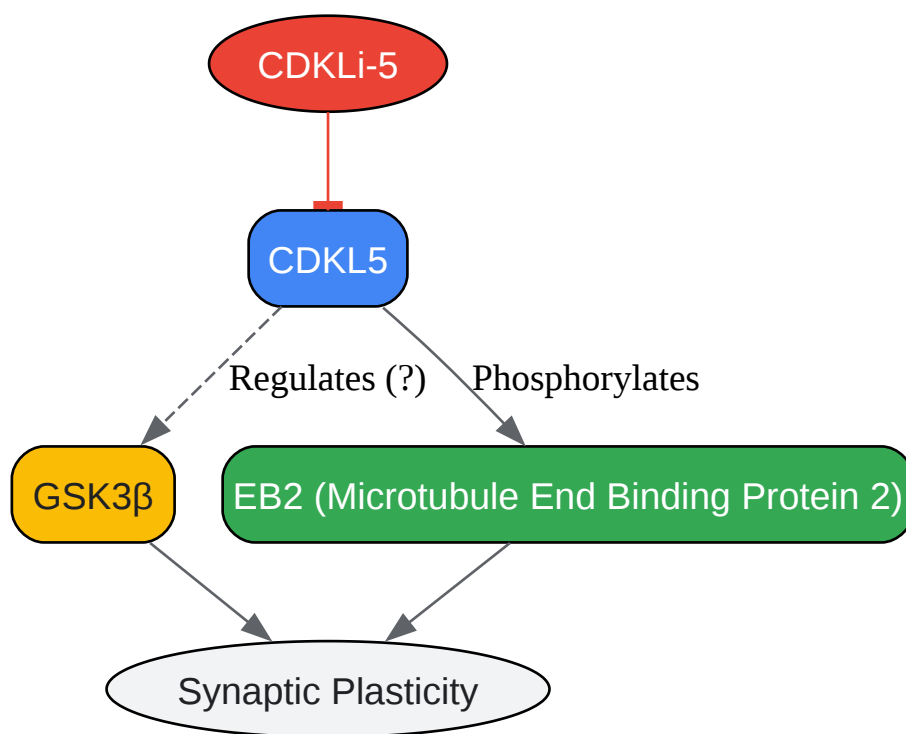 CDKLi-5
CDKL5
Regulates (?)
Phosphorylates
GSK3β
EB2 (Microtubule End Binding Protein 2)
Synaptic Plasticity